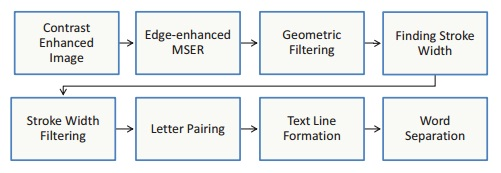 Contrast
Enhanced
Image
Edge-enhanced
MSER
Geometric
Filtering
Finding Stroke
Width
Stroke Width
Filtering
Letter Pairing
Text Line
Formation
Word
Separation